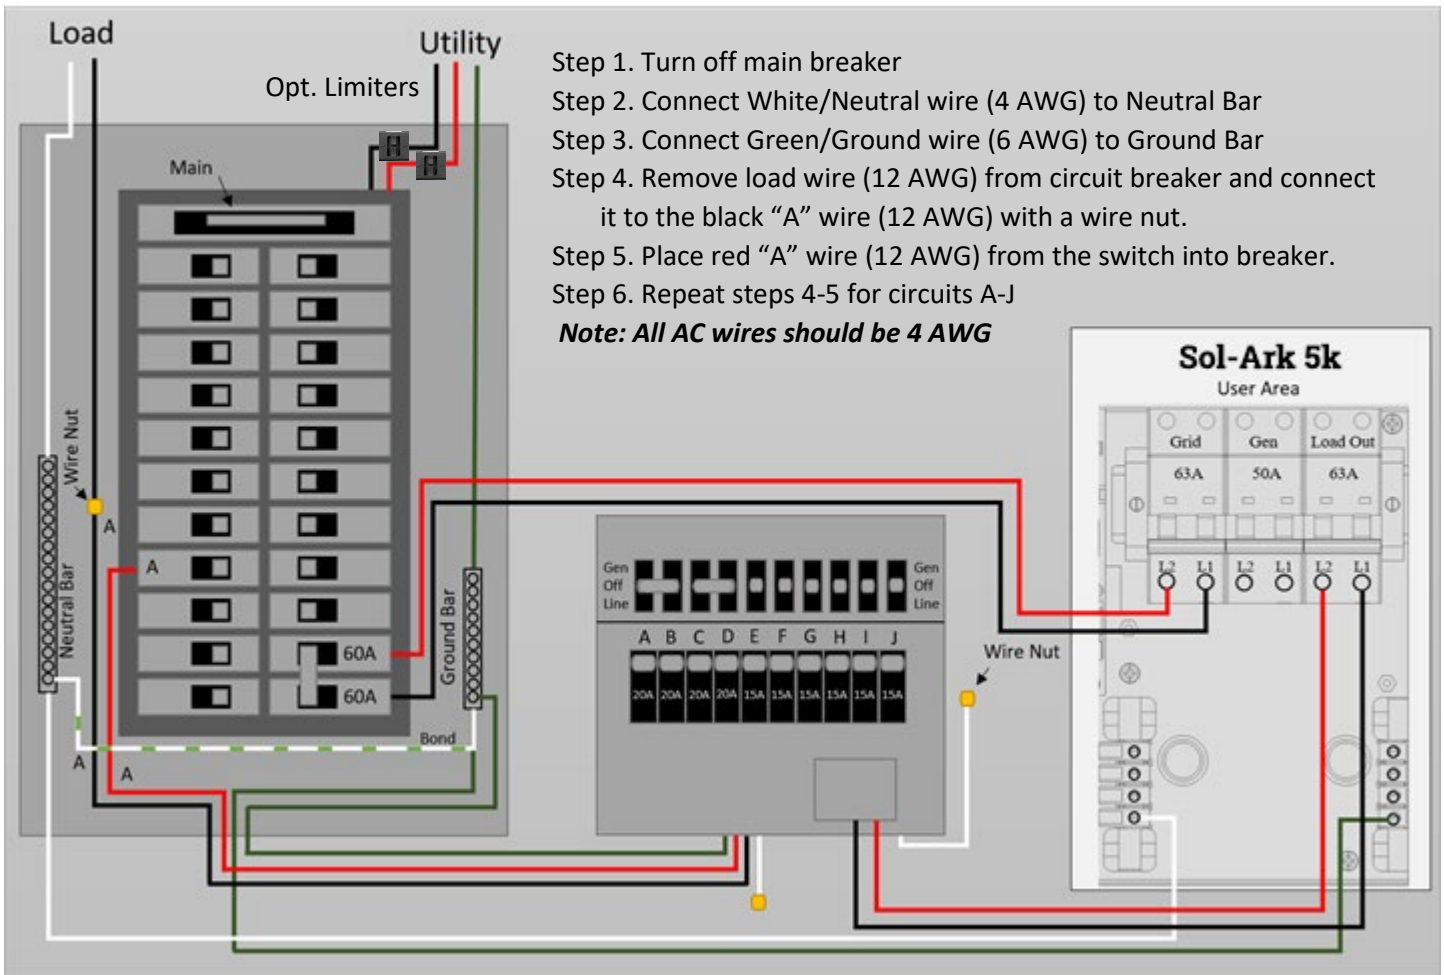 Load
Utility
Opt. Limiters
Step 1. Turn off main breaker
Step 2. Connect White/Neutral wire (4 AWG) to Neutral Bar
Step 3. Connect Green/Ground wire (6 AWG) to Ground Bar
Step 4. Remove load wire (12 AWG) from circuit breaker and connect
it to the black “A” wire (12 AWG) with a wire nut.
Step 5. Place red “A” wire (12 AWG) from the switch into breaker.
Step 6. Repeat steps 4-5 for circuits A-J
Note: All AC wires should be 4 AWG
Main
Wire Nut
A
A
Neutral Bar
Ground Bar
60A
60A
Bond
A
A
Gen
Off
Line
Gen
Off
Line
A B C D E F G H I J
20A 20A 20A 20A 15A 15A 15A 15A 15A 15A
Wire Nut
Sol-Ark 5k
User Area
Grid Gen Load Out
63A 50A 63A
L2 L1 L2 L1 L2 L1